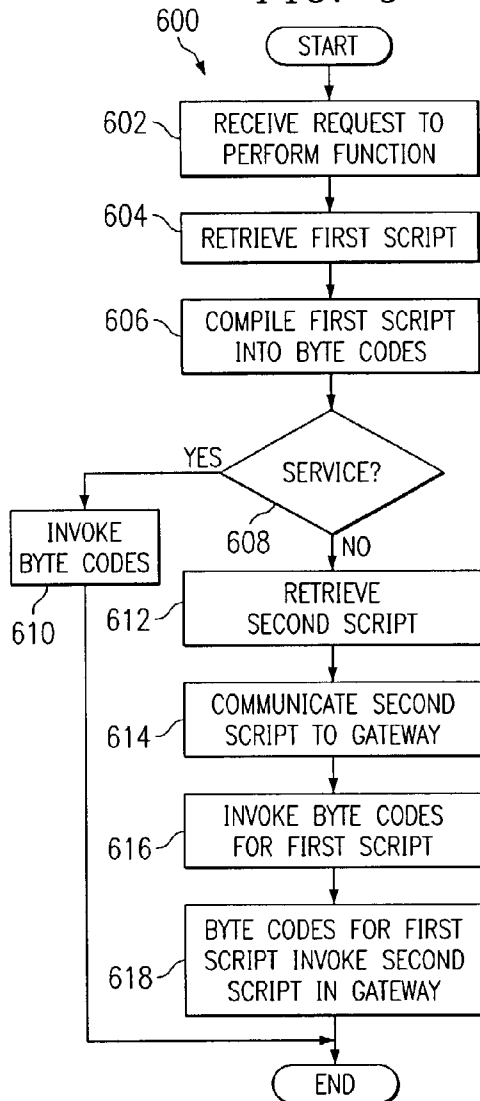 600
START
602
RECEIVE REQUEST TO
PERFORM FUNCTION
604
RETRIEVE FIRST SCRIPT
606
COMPILE FIRST SCRIPT
INTO BYTE CODES
YES
SERVICE?
608
NO
INVOKE
BYTE CODES
610
612
RETRIEVE
SECOND SCRIPT
614
COMMUNICATE SECOND
SCRIPT TO GATEWAY
616
INVOKE BYTE CODES
FOR FIRST SCRIPT
618
BYTE CODES FOR FIRST
SCRIPT INVOKE SECOND
SCRIPT IN GATEWAY
END